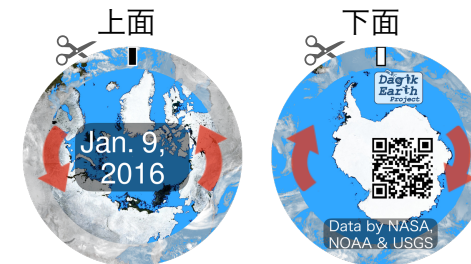 上面
下面
Jan. 9,
2016
Dagik
Earth
Project
Data by NASA,
NOAA & USGS